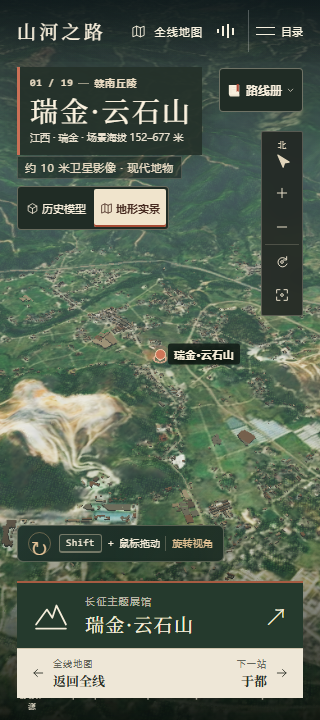 山河之路
全线地图
目录
01 / 19 — 赣南丘陵
瑞金·云石山
江西 · 瑞金 · 场景海拔 152–677 米
路线册
约 10 米卫星影像 · 现代地物
北
历史模型
地形实景
瑞金·云石山
Shift + 鼠标拖动 旋转视角
长征主题展馆
瑞金·云石山
全线地图
返回全线
下一站
于都
源